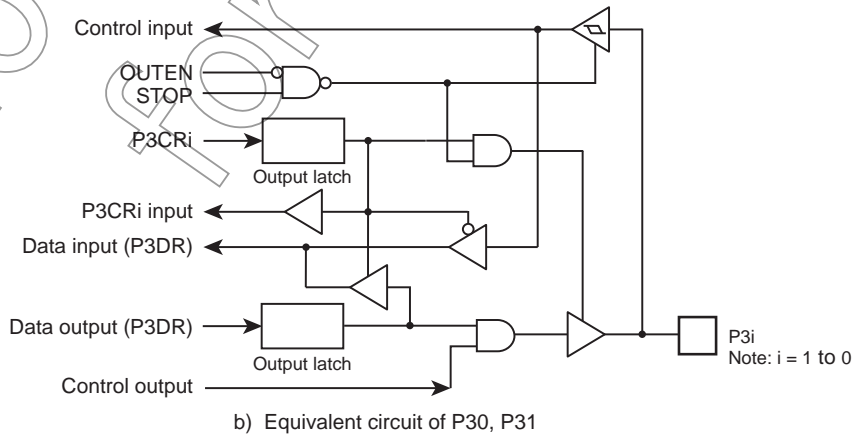 Control input
OUTEN
STOP
P3CRi
Output latch
P3CRi input
Data input (P3DR)
Data output (P3DR)
Output latch
Control output
P3i
Note: i = 1 to 0
b) Equivalent circuit of P30, P31
for